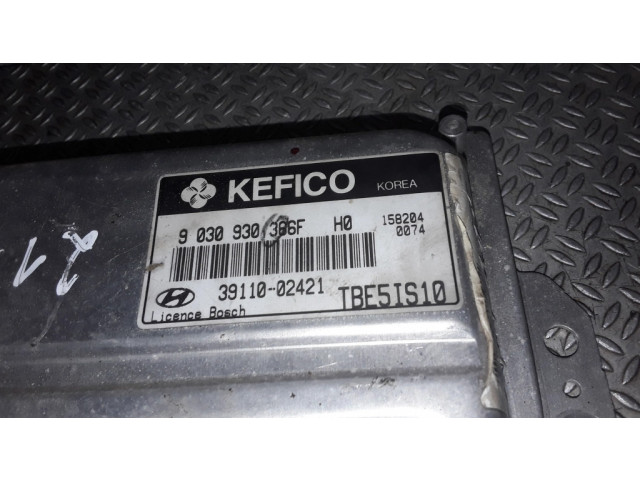 KEFICO KOREA
9 030 930 366F H0 158204
0074
39110-02421 TBE5IS10
Licence Bosch